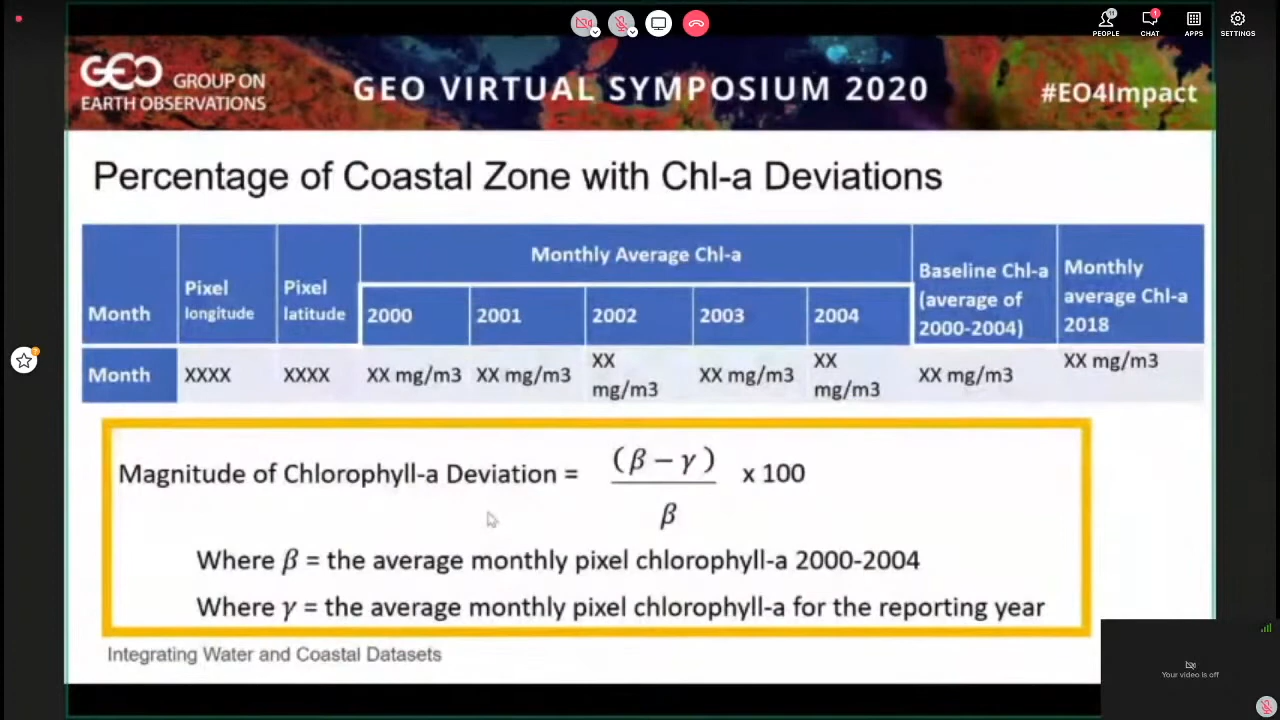 11
1
PEOPLE
CHAT
APPS
SETTINGS
GEO GROUP ON
EARTH OBSERVATIONS
GEO VIRTUAL SYMPOSIUM 2020
#EO4Impact
Percentage of Coastal Zone with Chl-a Deviations
Month
Pixel
longitude
Pixel
latitude
Monthly Average Chl-a
2000
2001
2002
2003
2004
Baseline Chl-a
(average of
2000-2004)
Monthly
average Chl-a
2018
Month
XXXX
XXXX
XX mg/m3
XX mg/m3
XX
mg/m3
XX mg/m3
XX
mg/m3
XX mg/m3
XX mg/m3
Magnitude of Chlorophyll-a Deviation = (β − γ) / β x 100
Where β = the average monthly pixel chlorophyll-a 2000-2004
Where γ = the average monthly pixel chlorophyll-a for the reporting year
Integrating Water and Coastal Datasets
Your video is off